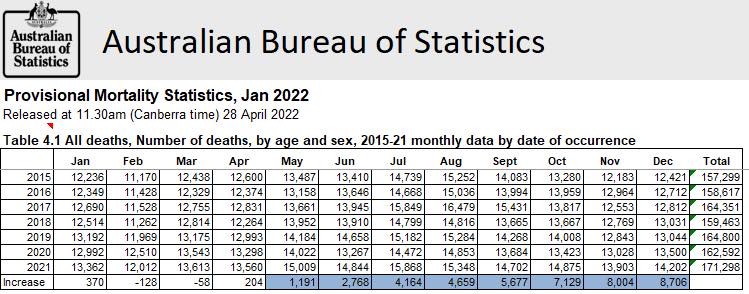 Australian
Bureau of
Statistics
Australian Bureau of Statistics
Provisional Mortality Statistics, Jan 2022
Released at 11.30am (Canberra time) 28 April 2022
Table 4.1 All deaths, Number of deaths, by age and sex, 2015-21 monthly data by date of occurrence
Jan Feb Mar Apr May Jun Jul Aug Sept Oct Nov Dec Total
2015 12,236 11,170 12,438 12,600 13,487 13,410 14,739 15,252 14,083 13,280 12,183 12,421 157,299
2016 12,349 11,428 12,329 12,374 13,158 13,646 14,668 15,036 13,994 13,959 12,964 12,712 158,617
2017 12,690 11,528 12,755 12,831 13,661 13,945 15,849 16,479 15,431 13,817 12,553 12,812 164,351
2018 12,514 11,262 12,814 12,264 13,952 13,910 14,799 14,816 13,665 13,667 12,769 13,031 159,463
2019 13,192 11,969 13,175 12,993 14,184 14,658 15,182 15,284 14,268 14,008 12,843 13,044 164,800
2020 12,992 12,510 13,543 13,298 14,022 13,267 14,472 14,853 13,684 13,423 13,028 13,500 162,592
2021 13,362 12,012 13,613 13,560 15,009 14,844 15,868 15,348 14,702 14,875 13,903 14,202 171,298
Increase 370 -128 -58 204 1,191 2,768 4,164 4,659 5,677 7,129 8,004 8,706